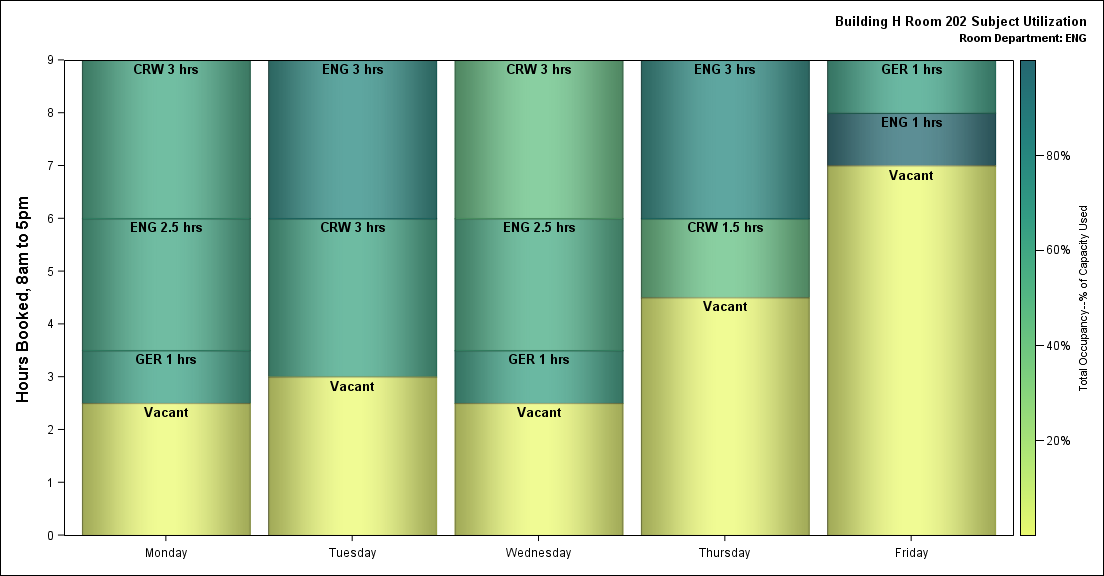 Building H Room 202 Subject Utilization
Room Department: ENG
Hours Booked, 8am to 5pm
9
8
7
6
5
4
3
2
1
0
CRW 3 hrs
ENG 2.5 hrs
GER 1 hrs
Vacant
ENG 3 hrs
CRW 3 hrs
Vacant
CRW 3 hrs
ENG 2.5 hrs
GER 1 hrs
Vacant
ENG 3 hrs
CRW 1.5 hrs
Vacant
GER 1 hrs
ENG 1 hrs
Vacant
Monday
Tuesday
Wednesday
Thursday
Friday
80%
60%
40%
20%
Total Occupancy--% of Capacity Used